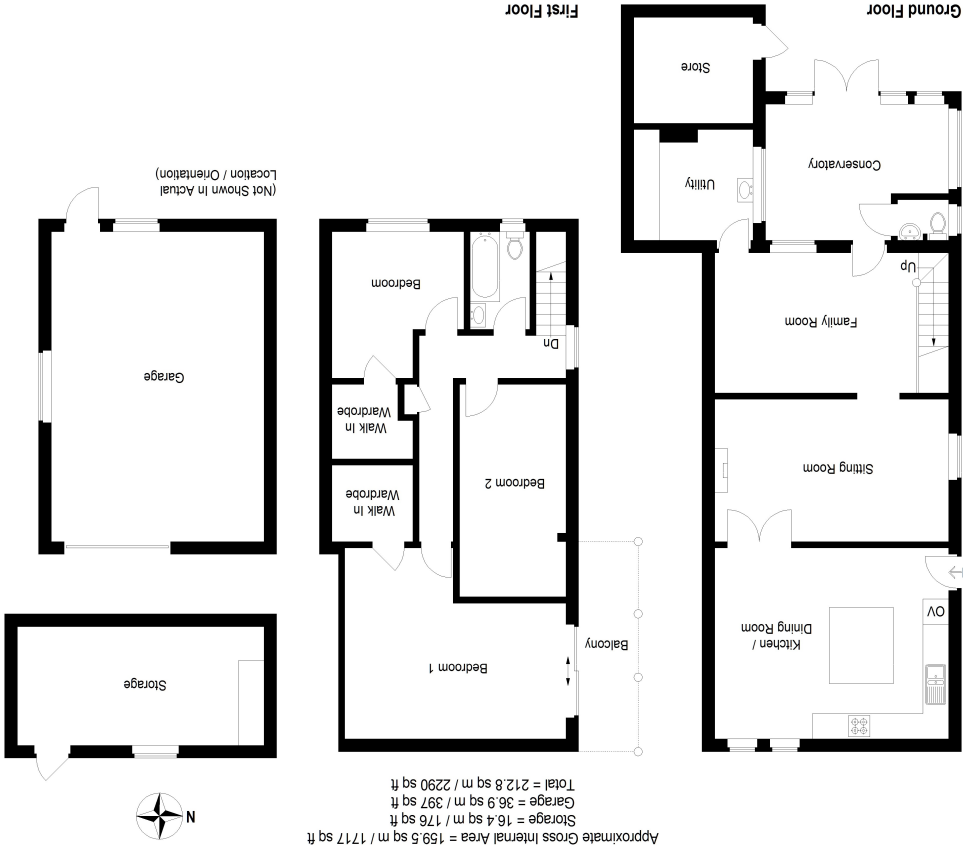 Approximate Gross Internal Area = 159.5 sq m / 1717 sq ft
Storage = 16.4 sq m / 176 sq ft
Garage = 36.9 sq m / 397 sq ft
Total = 212.8 sq m / 2290 sq ft
N
Kitchen /
Dining Room
OV
Sitting Room
Family Room
Up
Utility
Conservatory
Store
Ground Floor
Balcony
Bedroom 1
Walk In
Wardrobe
Bedroom 2
Walk In
Wardrobe
Dn
Bedroom
First Floor
Storage
Garage
(Not Shown In Actual
Location / Orientation)